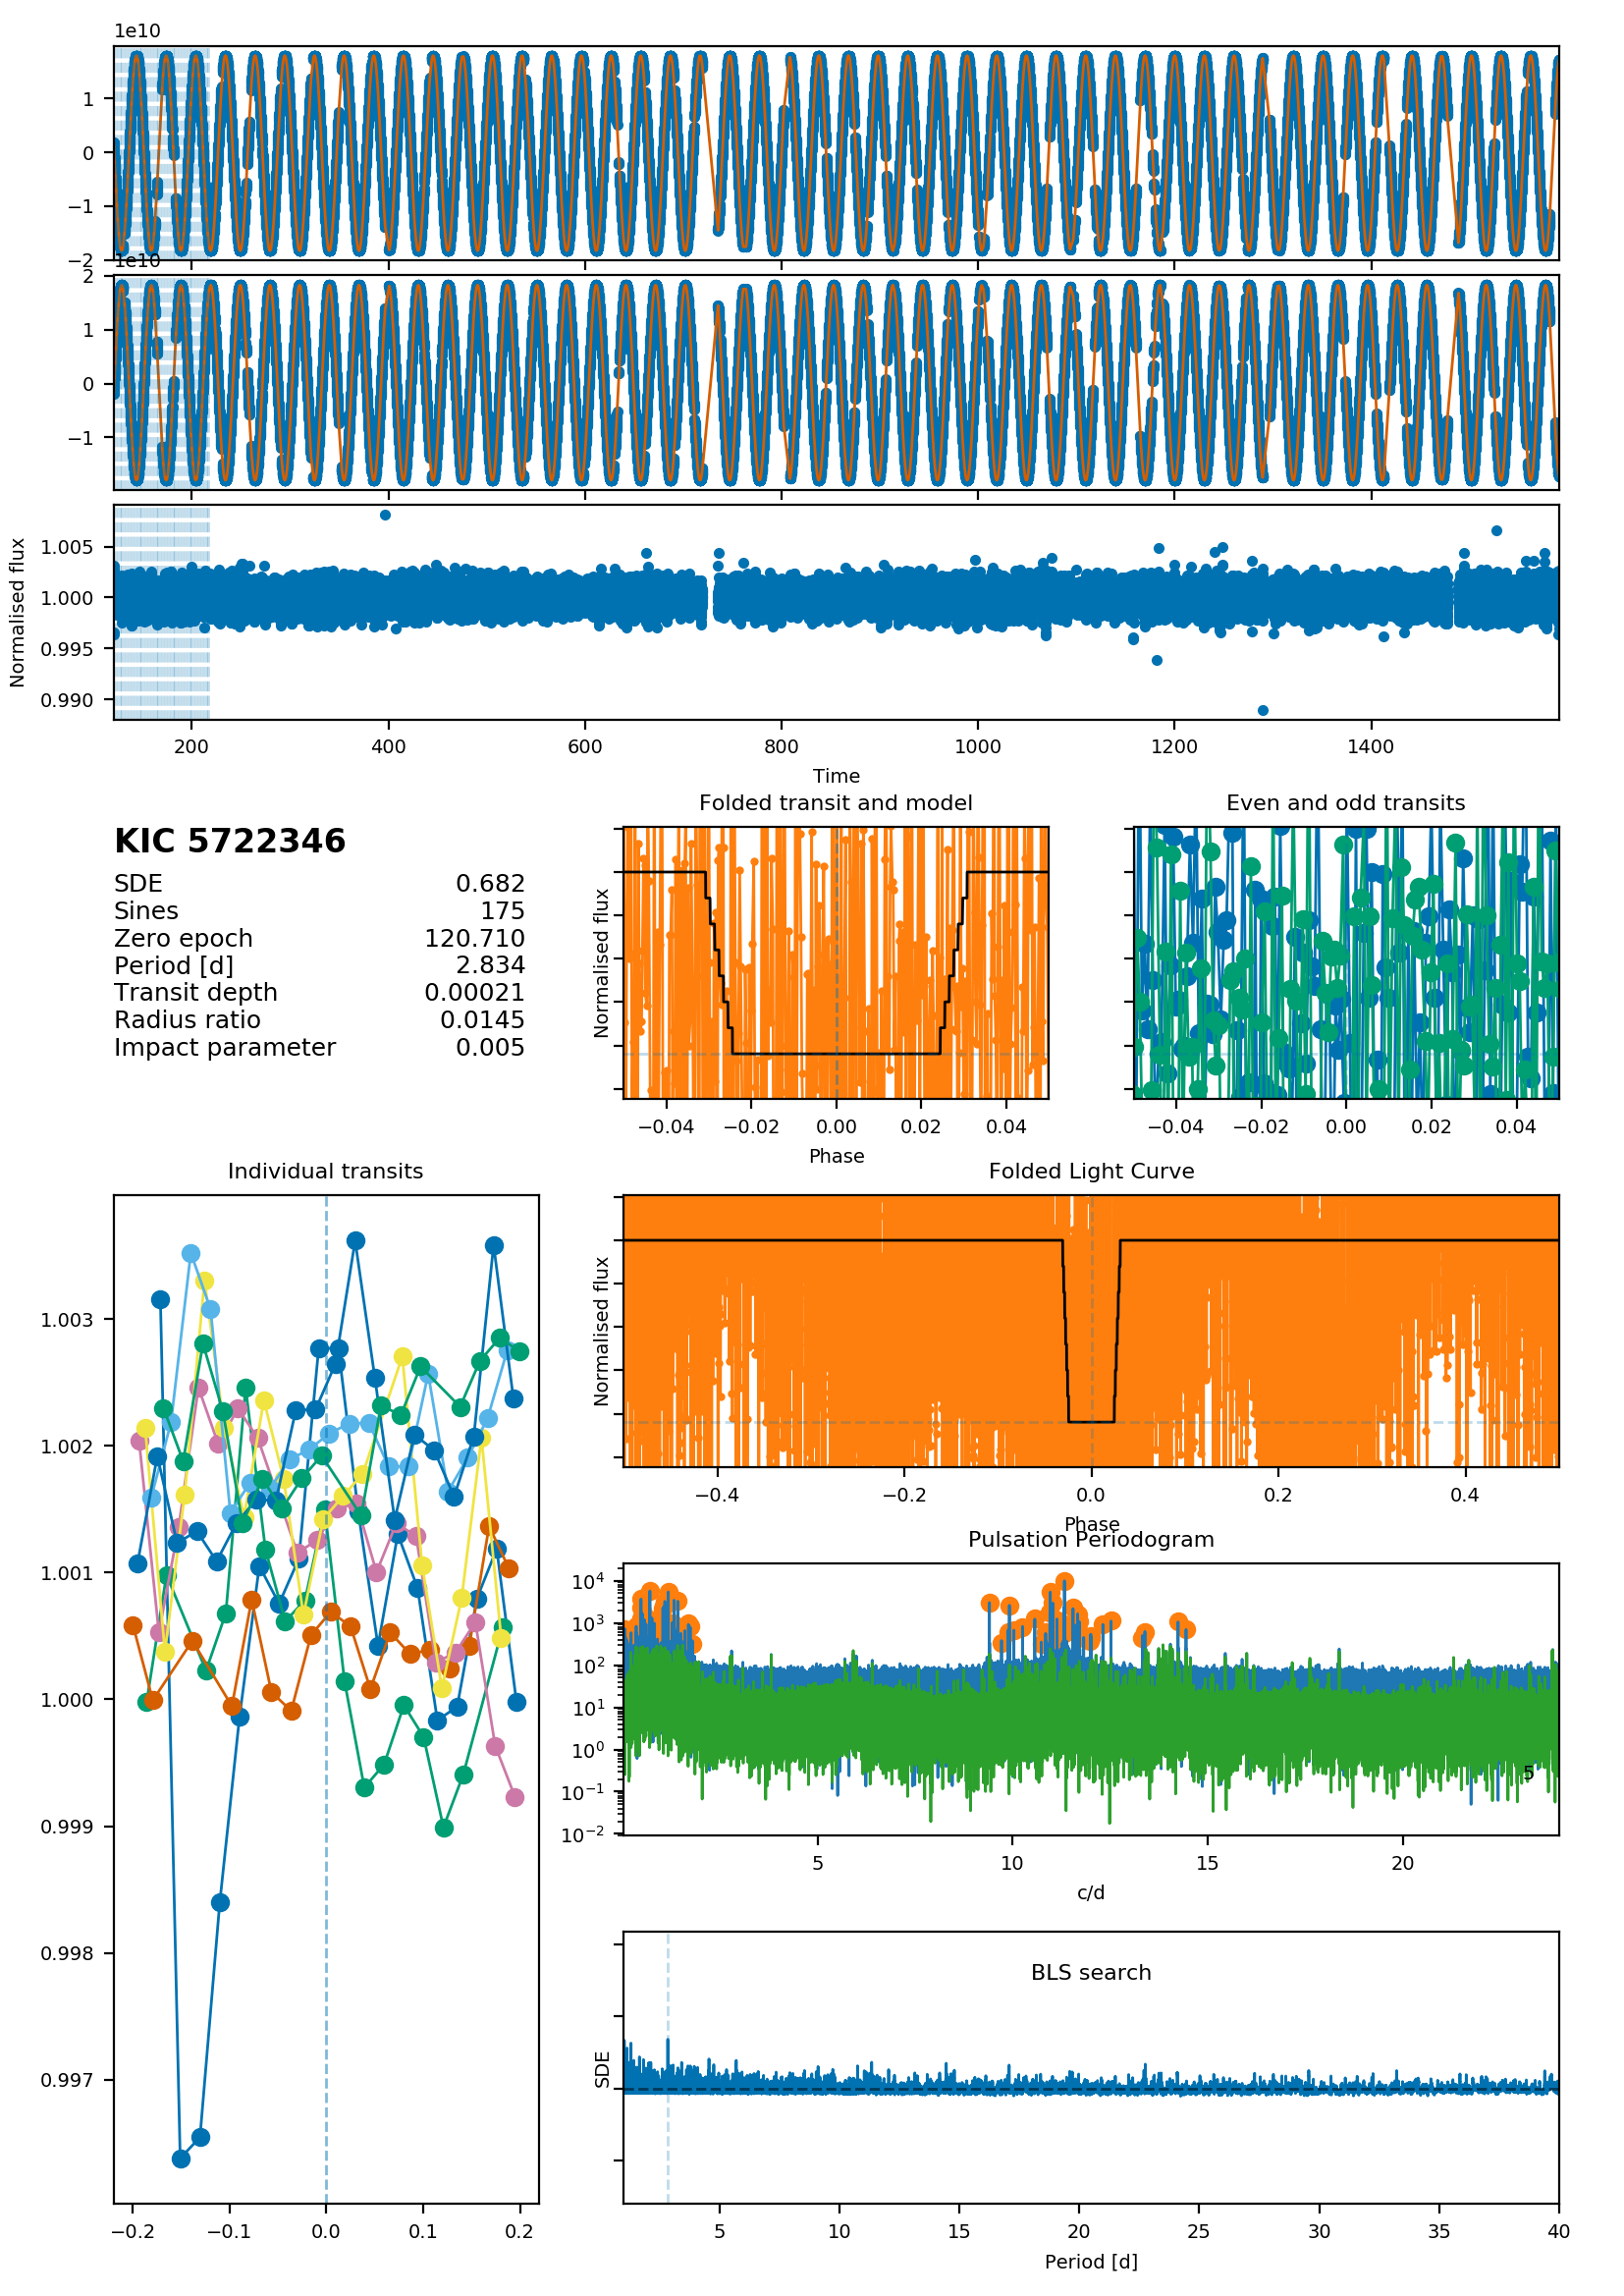 1e10
1
0
−1
−2
1e10
2
1
0
−1
Normalised flux
1.005
1.000
0.995
0.990
200 400 600 800 1000 1200 1400
Time
KIC 5722346
SDE 0.682
Sines 175
Zero epoch 120.710
Period [d] 2.834
Transit depth 0.00021
Radius ratio 0.0145
Impact parameter 0.005
Folded transit and model
Normalised flux
−0.04 −0.02 0.00 0.02 0.04
Phase
Even and odd transits
−0.04 −0.02 0.00 0.02 0.04
Individual transits
1.003
1.002
1.001
1.000
0.999
0.998
0.997
−0.2 −0.1 0.0 0.1 0.2
Folded Light Curve
Normalised flux
−0.4 −0.2 0.0 0.2 0.4
Phase
Pulsation Periodogram
10⁴
10³
10²
10¹
10⁰
10⁻¹
10⁻²
5
5 10 15 20
c/d
BLS search
SDE
5 10 15 20 25 30 35 40
Period [d]